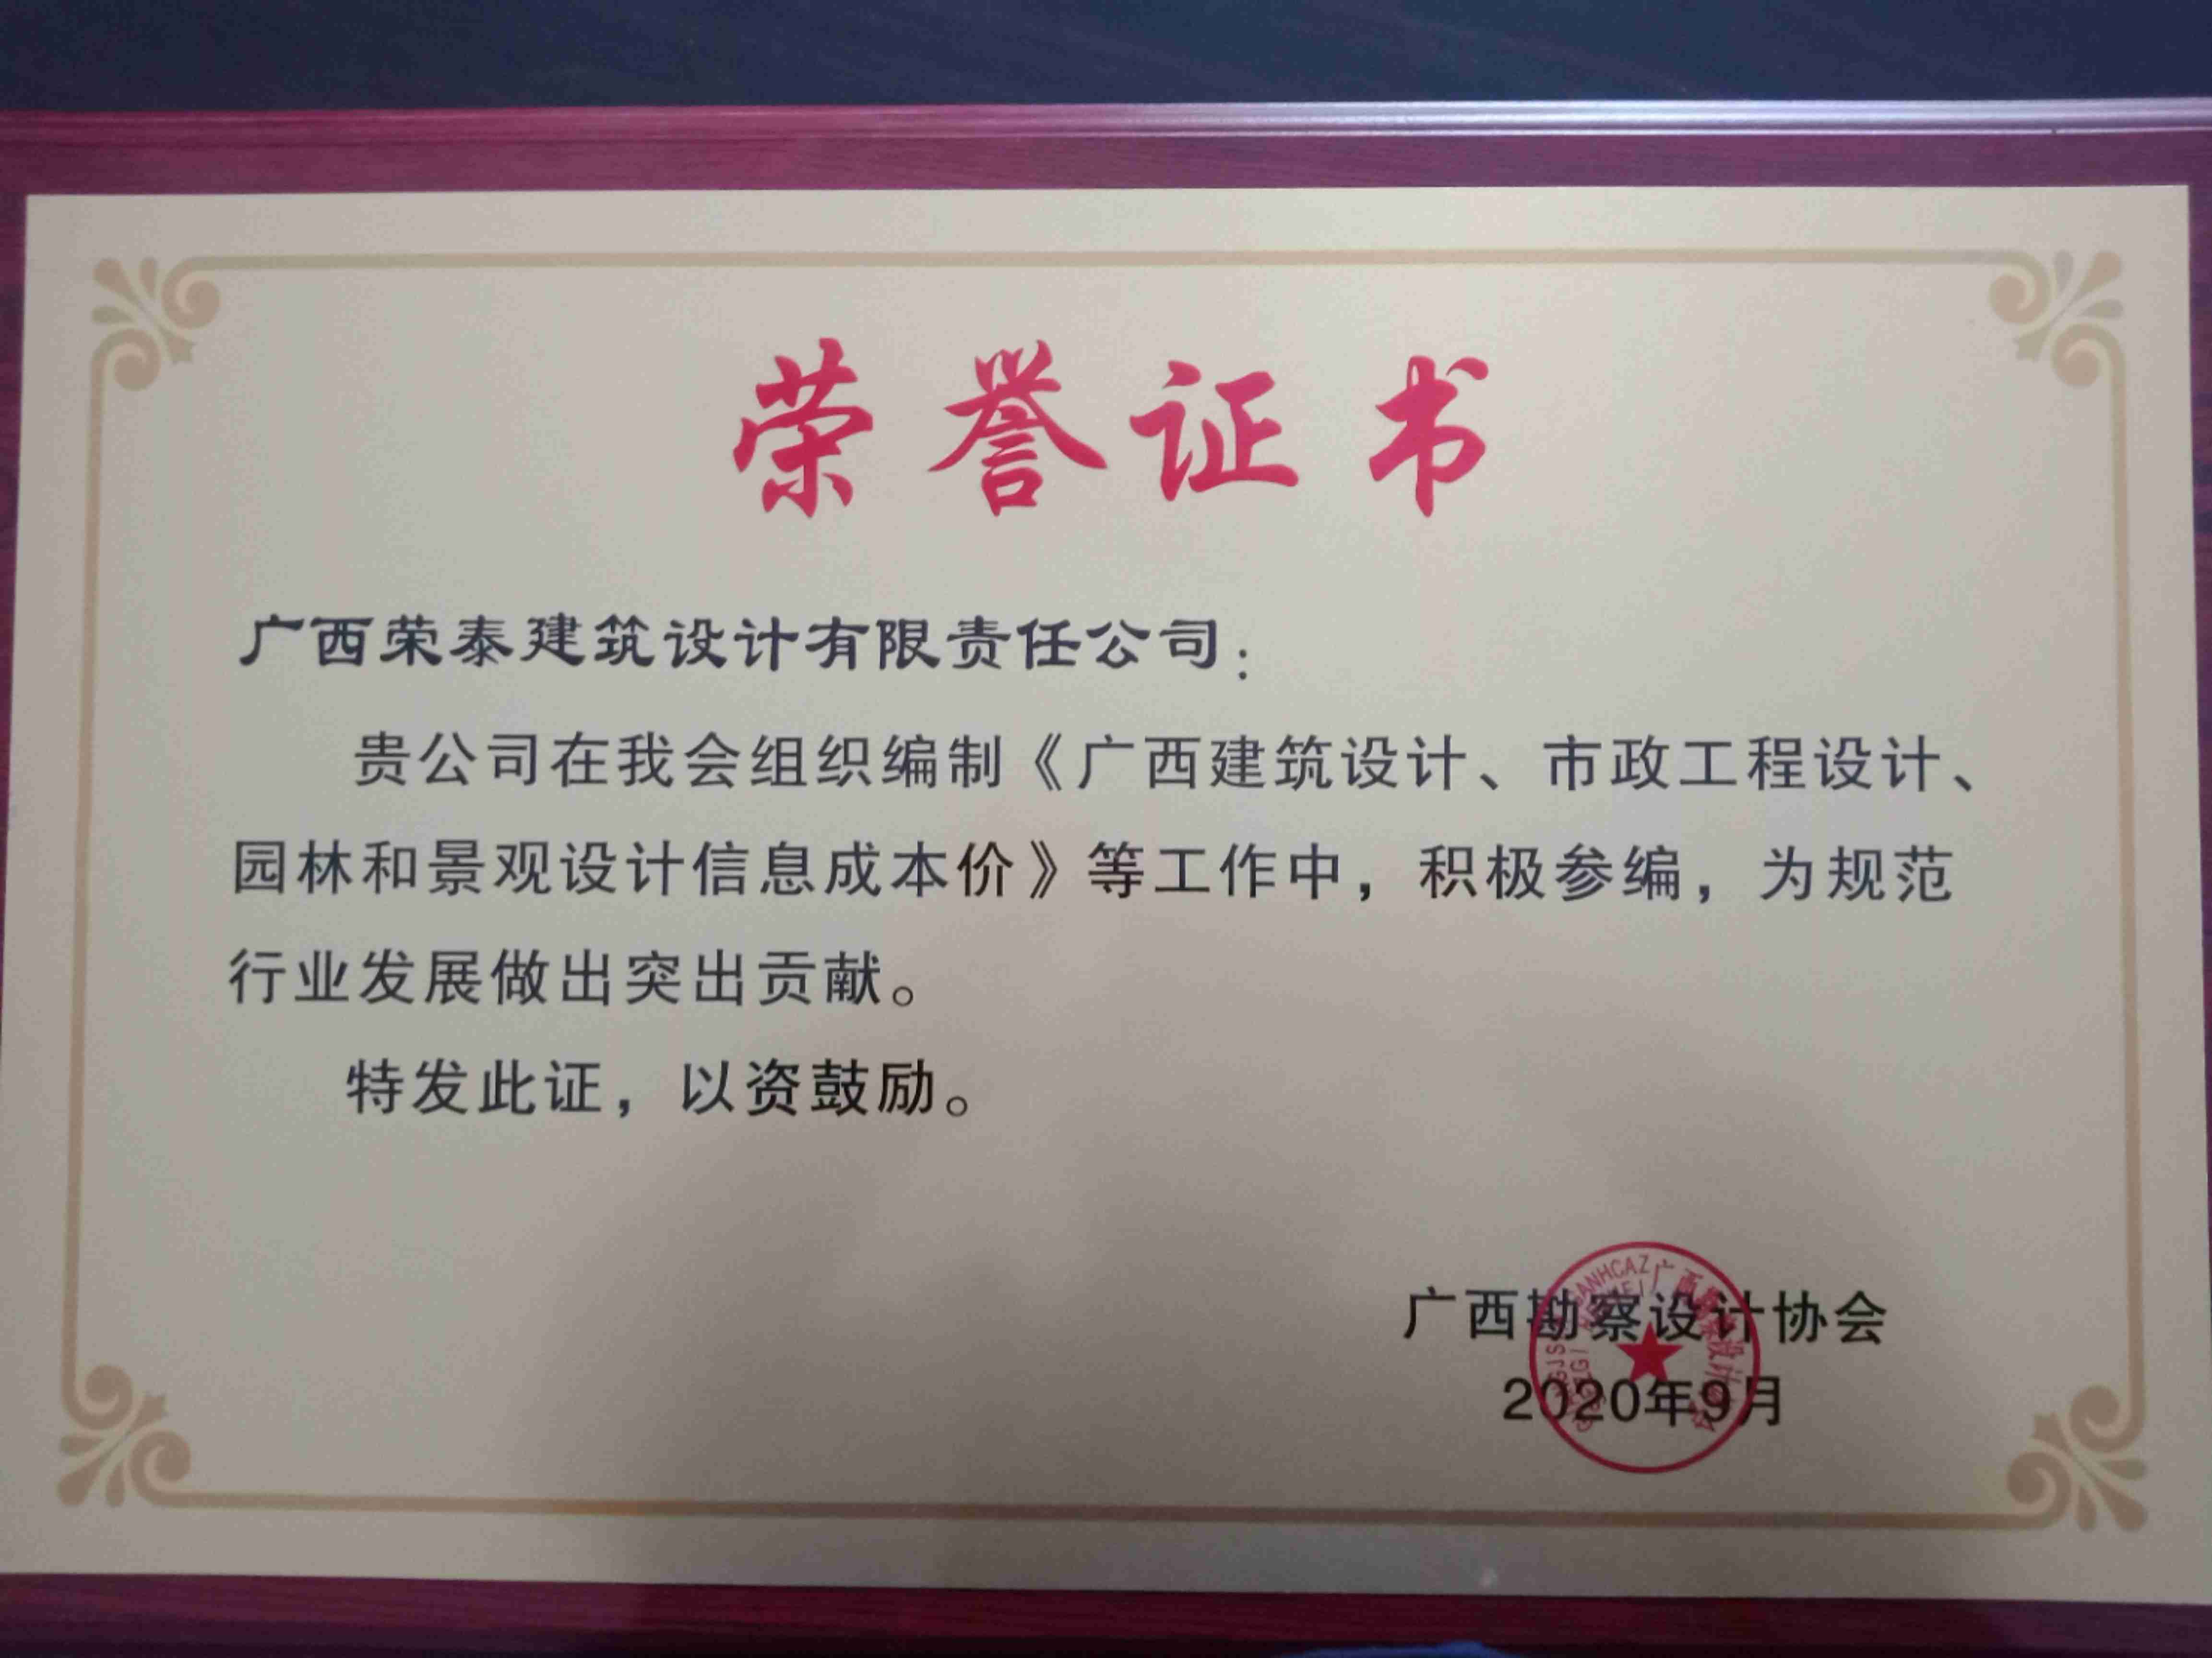 荣誉证书
广西荣泰建筑设计有限责任公司：
贵公司在我会组织编制《广西建筑设计、市政工程设计、
园林和景观设计信息成本价》等工作中，积极参编，为规范
行业发展做出突出贡献。
特发此证，以资鼓励。
广西勘察设计协会
2020年9月